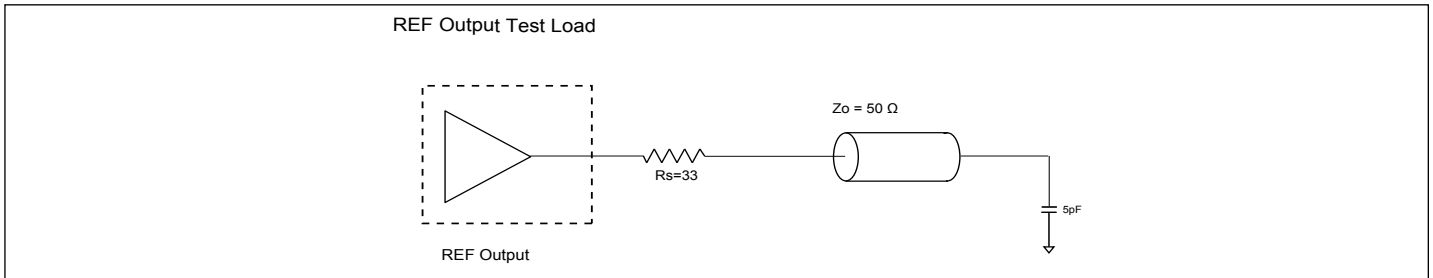 REF Output Test Load
Zo = 50 Ω
Rs=33
5pF
REF Output